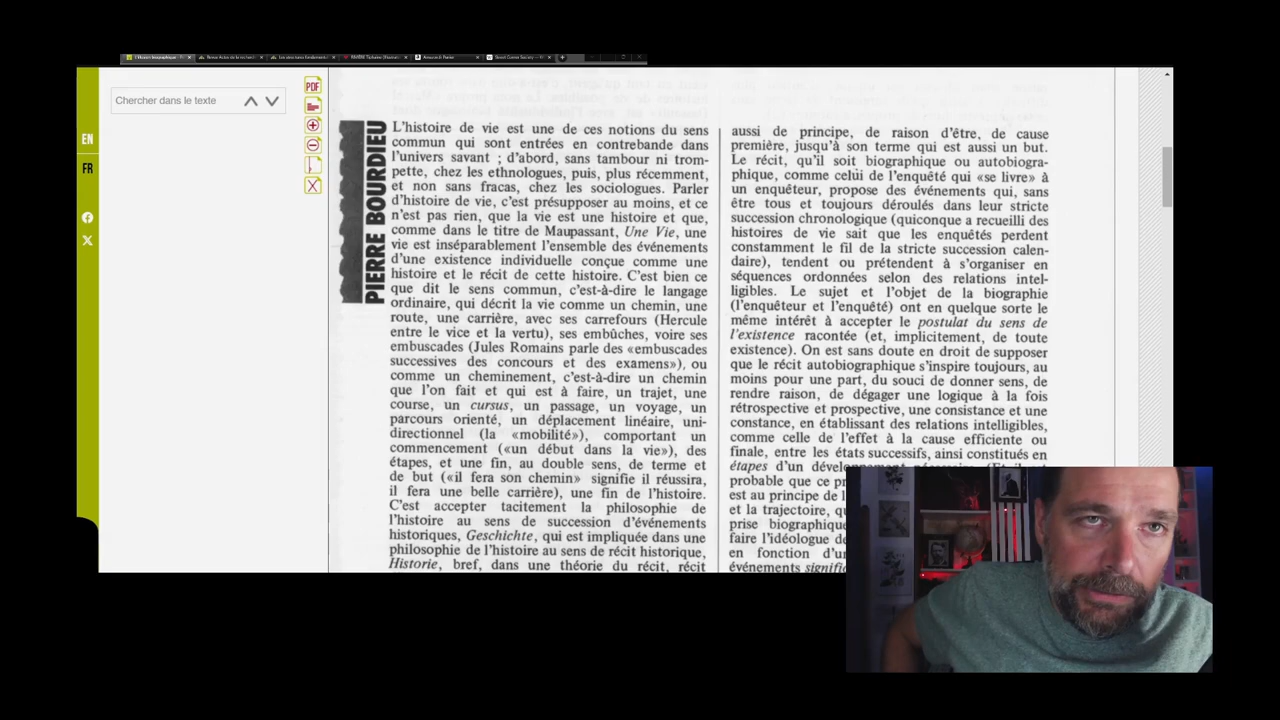 Chercher dans le texte
PDF
EN
FR
PIERRE BOURDIEU
L'histoire de vie est une de ces notions du sens
commun qui sont entrées en contrebande dans
l'univers savant ; d'abord, sans tambour ni trom-
pette, chez les ethnologues, puis, plus récemment,
et non sans fracas, chez les sociologues. Parler
d'histoire de vie, c'est présupposer au moins, et ce
n'est pas rien, que la vie est une histoire et que,
comme dans le titre de Maupassant, Une Vie, une
vie est inséparablement l'ensemble des événements
d'une existence individuelle conçue comme une
histoire et le récit de cette histoire. C'est bien ce
que dit le sens commun, c'est-à-dire le langage
ordinaire, qui décrit la vie comme un chemin, une
route, une carrière, avec ses carrefours (Hercule
entre le vice et la vertu), ses embûches, voire ses
embuscades (Jules Romains parle des «embuscades
successives des concours et des examens»), ou
comme un cheminement, c'est-à-dire un chemin
que l'on fait et qui est à faire, un trajet, une
course, un cursus, un passage, un voyage, un
parcours orienté, un déplacement linéaire, uni-
directionnel (la «mobilité»), comportant un
commencement («un début dans la vie»), des
étapes, et une fin, au double sens, de terme et
de but («il fera son chemin» signifie il réussira,
il fera une belle carrière), une fin de l'histoire.
C'est accepter tacitement la philosophie de
l'histoire au sens de succession d'événements
historiques, Geschichte, qui est impliquée dans une
philosophie de l'histoire au sens de récit historique,
Historie, bref, dans une théorie du récit, récit
aussi de principe, de raison d'être, de cause
première, jusqu'à son terme qui est aussi un but.
Le récit, qu'il soit biographique ou autobiogra-
phique, comme celui de l'enquêté qui «se livre» à
un enquêteur, propose des événements qui, sans
être tous et toujours déroulés dans leur stricte
succession chronologique (quiconque a recueilli des
histoires de vie sait que les enquêtés perdent
constamment le fil de la stricte succession calen-
daire), tendent ou prétendent à s'organiser en
séquences ordonnées selon des relations intel-
ligibles. Le sujet et l'objet de la biographie
(l'enquêteur et l'enquêté) ont en quelque sorte le
même intérêt à accepter le postulat du sens de
l'existence racontée (et, implicitement, de toute
existence). On est sans doute en droit de supposer
que le récit autobiographique s'inspire toujours, au
moins pour une part, du souci de donner sens, de
rendre raison, de dégager une logique à la fois
rétrospective et prospective, une consistance et une
constance, en établissant des relations intelligibles,
comme celle de l'effet à la cause efficiente ou
finale, entre les états successifs, ainsi constitués en
étapes d'un
probable que ce
est au principe de
et la trajectoire,
prise biographique
faire l'idéologue de
en fonction
événements